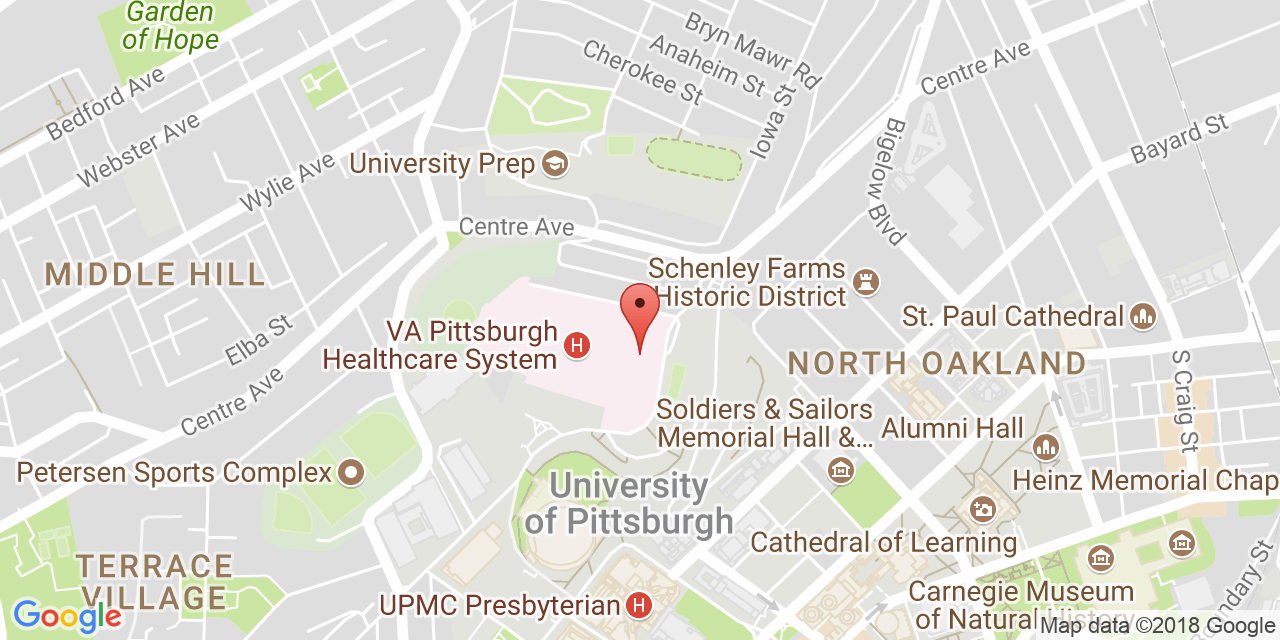 Garden
of Hope
Bryn Mawr Rd
Anaheim St
Cherokee St
Centre Ave
Bedford Ave
Webster Ave
Wylie Ave
Iowa St
Bigelow Blvd
Bayard St
University Prep
Centre Ave
MIDDLE HILL
Schenley Farms
Historic District
St. Paul Cathedral
VA Pittsburgh
Healthcare System
Elba St
NORTH OAKLAND
Centre Ave
S Craig St
Soldiers & Sailors
Memorial Hall &...
Alumni Hall
Petersen Sports Complex
Heinz Memorial Chap
University
of Pittsburgh
Cathedral of Learning
TERRACE
VILLAGE
UPMC Presbyterian
Carnegie Museum
of Natural History
Google
Map data ©2018 Google